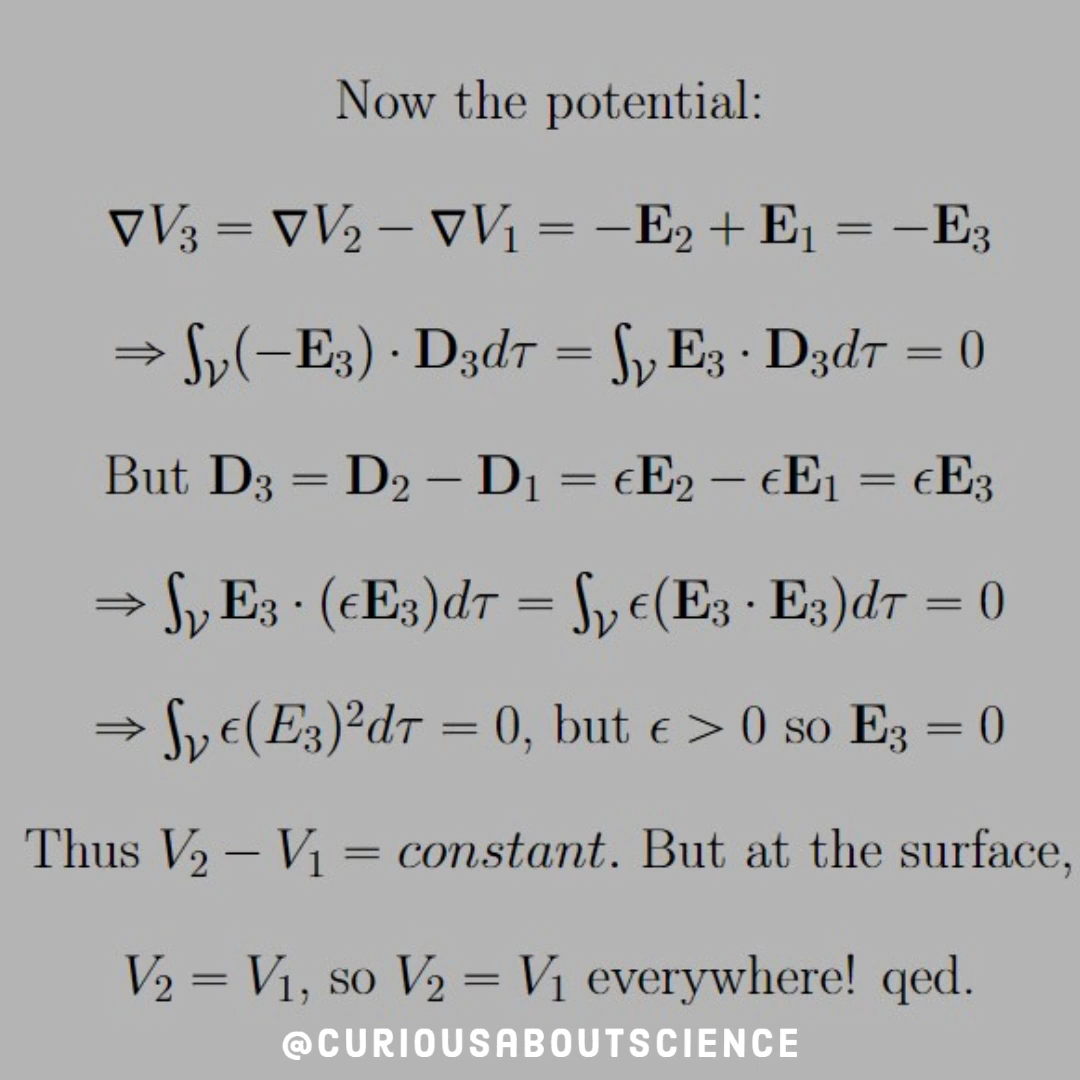 Now the potential:
∇V₃ = ∇V₂ − ∇V₁ = −E₂ + E₁ = −E₃
⇒ ∫_𝒱(−E₃) · D₃dτ = ∫_𝒱 E₃ · D₃dτ = 0
But D₃ = D₂ − D₁ = ϵE₂ − ϵE₁ = ϵE₃
⇒ ∫_𝒱 E₃ · (ϵE₃)dτ = ∫_𝒱 ϵ(E₃ · E₃)dτ = 0
⇒ ∫_𝒱 ϵ(E₃)²dτ = 0, but ϵ > 0 so E₃ = 0
Thus V₂ − V₁ = constant. But at the surface,
V₂ = V₁, so V₂ = V₁ everywhere! qed.
@CURIOUSABOUTSCIENCE